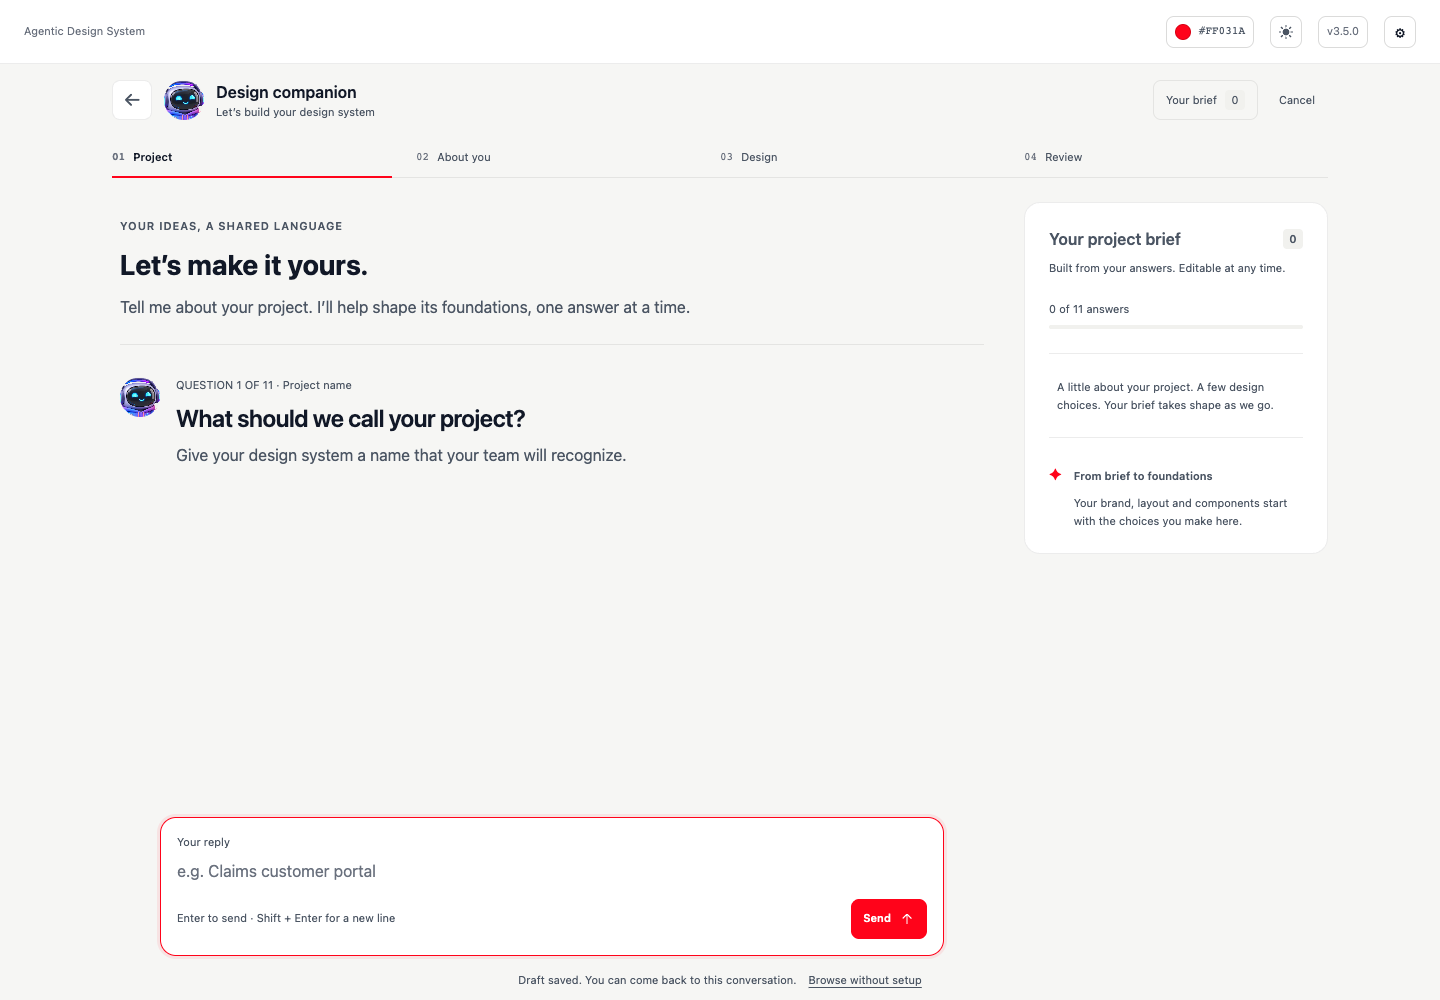 Agentic Design System
#FF031A
v3.5.0
Design companion
Let’s build your design system
Your brief 0
Cancel
01 Project
02 About you
03 Design
04 Review
YOUR IDEAS, A SHARED LANGUAGE
Let’s make it yours.
Tell me about your project. I’ll help shape its foundations, one answer at a time.
QUESTION 1 OF 11 · Project name
What should we call your project?
Give your design system a name that your team will recognize.
Your project brief 0
Built from your answers. Editable at any time.
0 of 11 answers
A little about your project. A few design
choices. Your brief takes shape as we go.
From brief to foundations
Your brand, layout and components start
with the choices you make here.
Your reply
e.g. Claims customer portal
Enter to send · Shift + Enter for a new line
Send
Draft saved. You can come back to this conversation. Browse without setup